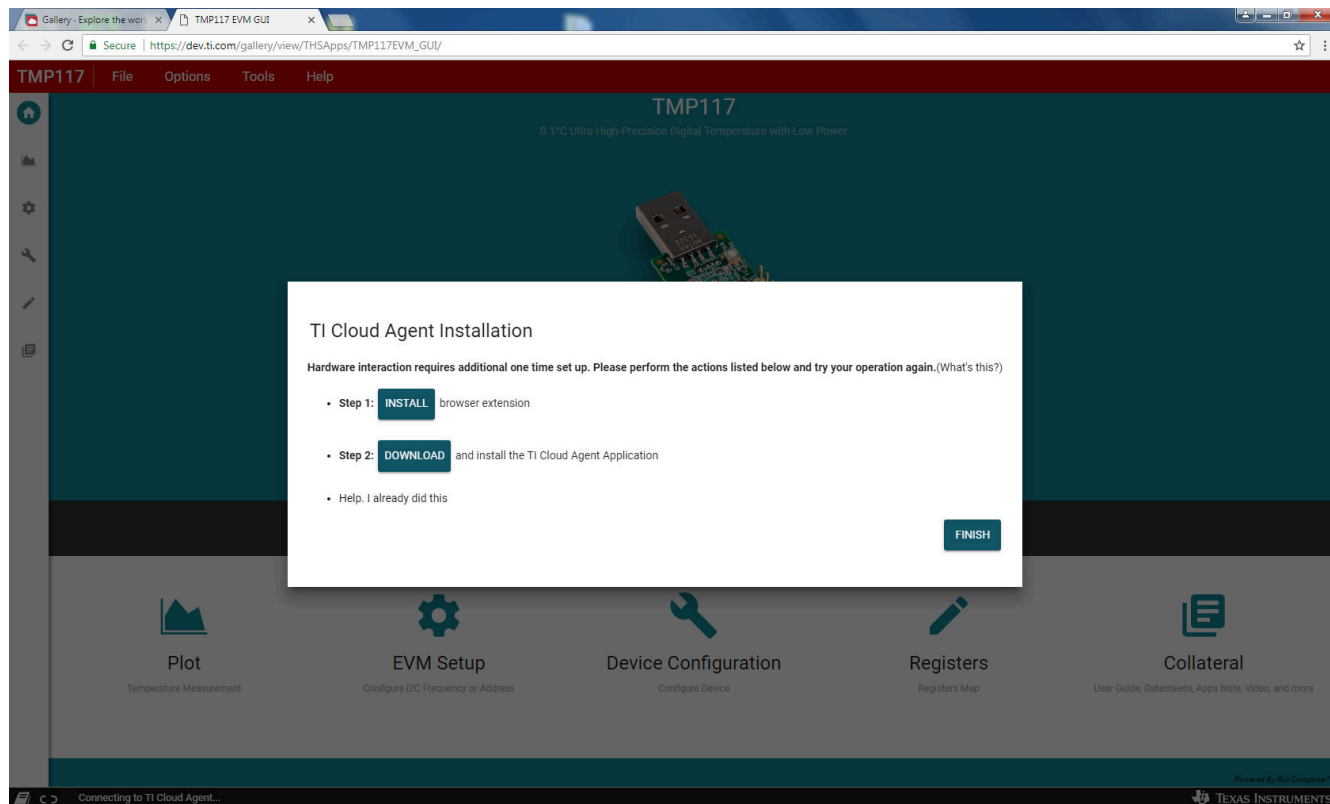 Gallery - Explore the wor
TMP117 EVM GUI
Secure | https://dev.ti.com/gallery/view/THSApps/TMP117EVM_GUI/
TMP117 File Options Tools Help
TMP117
0.1°C Ultra High-Precision Digital Temperature with Low Power
TI Cloud Agent Installation
Hardware interaction requires additional one time set up. Please perform the actions listed below and try your operation again.(What's this?)
• Step 1: INSTALL browser extension
• Step 2: DOWNLOAD and install the TI Cloud Agent Application
• Help. I already did this
FINISH
Plot
Temperature Measurement
EVM Setup
Configure I2C Frequency or Address
Device Configuration
Configure Device
Registers
Registers Map
Collateral
User Guide, Datasheets, Apps Note, Video, and more
Powered By GUI Composer
Connecting to TI Cloud Agent...
TEXAS INSTRUMENTS